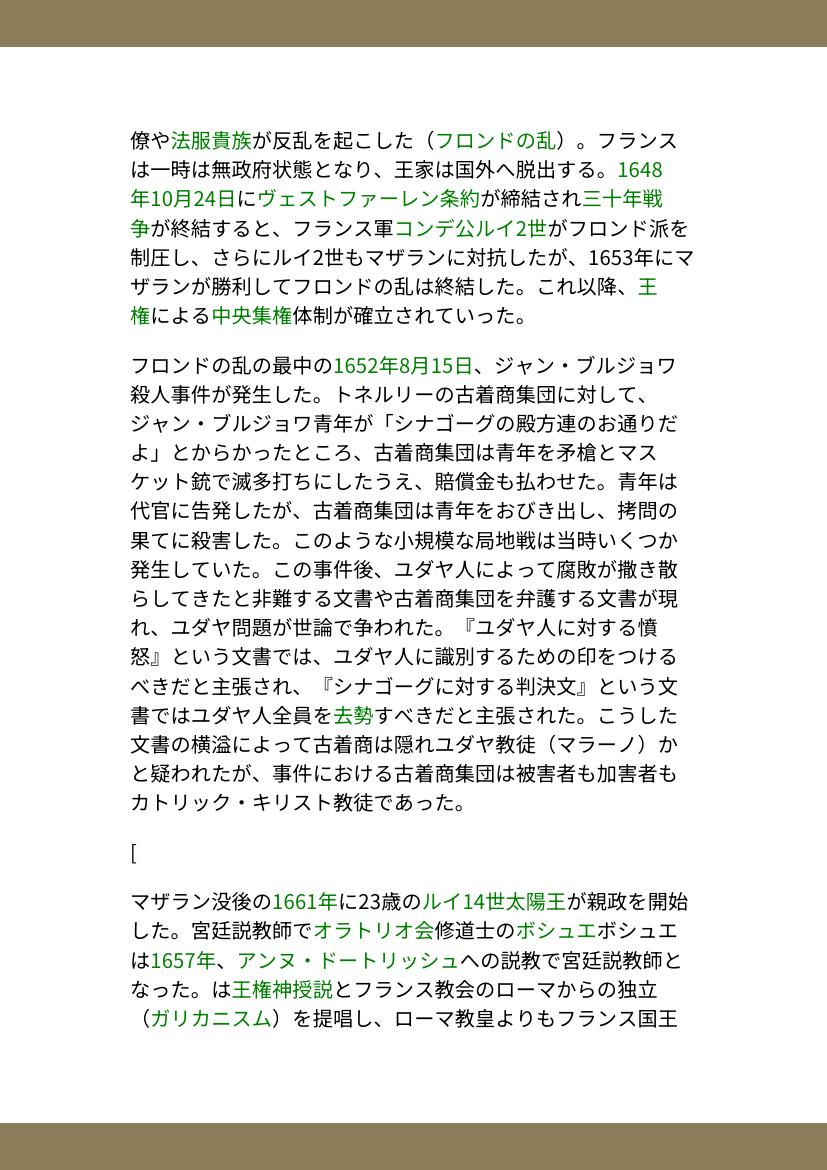 僚や法服貴族が反乱を起こした（フロンドの乱）。フランス
は一時は無政府状態となり、王家は国外へ脱出する。1648
年10月24日にヴェストファーレン条約が締結され三十年戦
争が終結すると、フランス軍コンデ公ルイ2世がフロンド派を
制圧し、さらにルイ2世もマザランに対抗したが、1653年にマ
ザランが勝利してフロンドの乱は終結した。これ以降、王
権による中央集権体制が確立されていった。
フロンドの乱の最中の1652年8月15日、ジャン・ブルジョワ
殺人事件が発生した。トネルリーの古着商集団に対して、
ジャン・ブルジョワ青年が「シナゴーグの殿方連のお通りだ
よ」とからかったところ、古着商集団は青年を矛槍とマス
ケット銃で滅多打ちにしたうえ、賠償金も払わせた。青年は
代官に告発したが、古着商集団は青年をおびき出し、拷問の
果てに殺害した。このような小規模な局地戦は当時いくつか
発生していた。この事件後、ユダヤ人によって腐敗が撒き散
らしてきたと非難する文書や古着商集団を弁護する文書が現
れ、ユダヤ問題が世論で争われた。『ユダヤ人に対する憤
怒』という文書では、ユダヤ人に識別するための印をつける
べきだと主張され、『シナゴーグに対する判決文』という文
書ではユダヤ人全員を去勢すべきだと主張された。こうした
文書の横溢によって古着商は隠れユダヤ教徒（マラーノ）か
と疑われたが、事件における古着商集団は被害者も加害者も
カトリック・キリスト教徒であった。
[
マザラン没後の1661年に23歳のルイ14世太陽王が親政を開始
した。宮廷説教師でオラトリオ会修道士のボシュエボシュエ
は1657年、アンヌ・ドートリッシュへの説教で宮廷説教師と
なった。は王権神授説とフランス教会のローマからの独立
（ガリカニスム）を提唱し、ローマ教皇よりもフランス国王